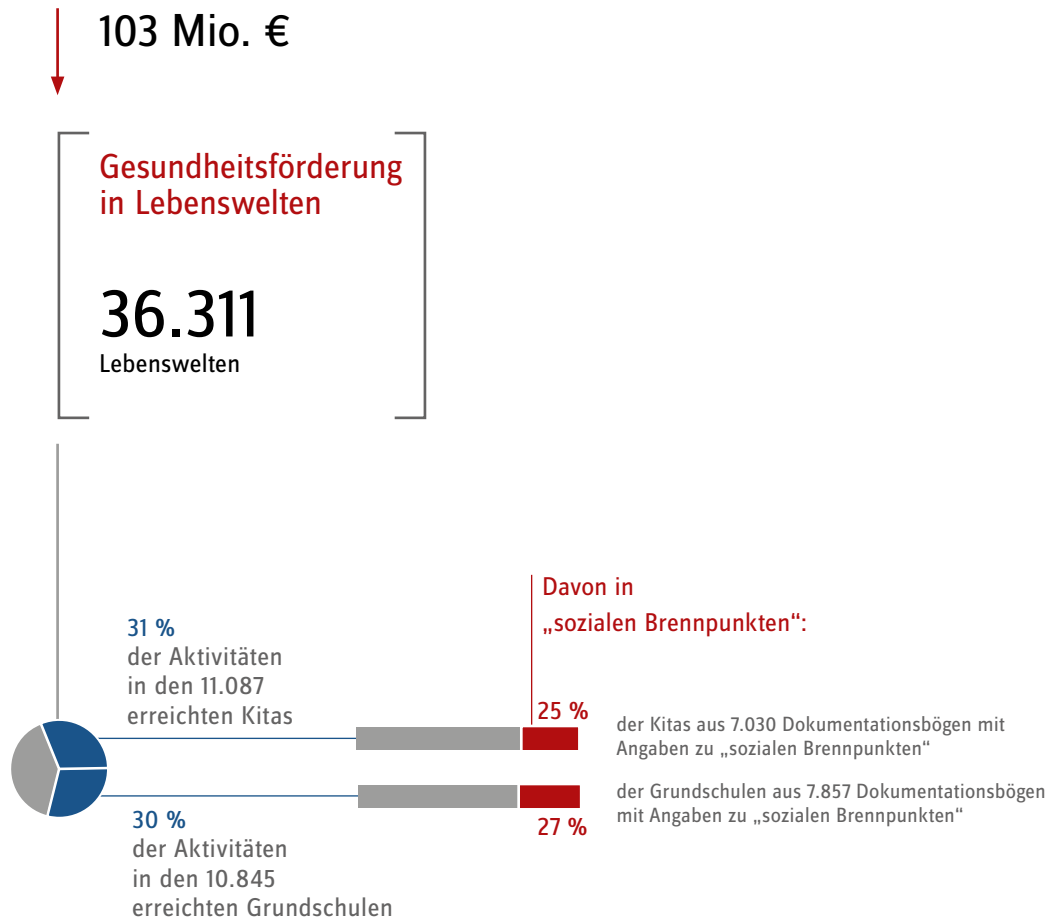 103 Mio. €
Gesundheitsförderung
in Lebenswelten
36.311
Lebenswelten
Davon in
„sozialen Brennpunkten“:
31 %
der Aktivitäten
in den 11.087
erreichten Kitas
25 %
der Kitas aus 7.030 Dokumentationsbögen mit
Angaben zu „sozialen Brennpunkten“
der Grundschulen aus 7.857 Dokumentationsbögen
mit Angaben zu „sozialen Brennpunkten“
27 %
30 %
der Aktivitäten
in den 10.845
erreichten Grundschulen